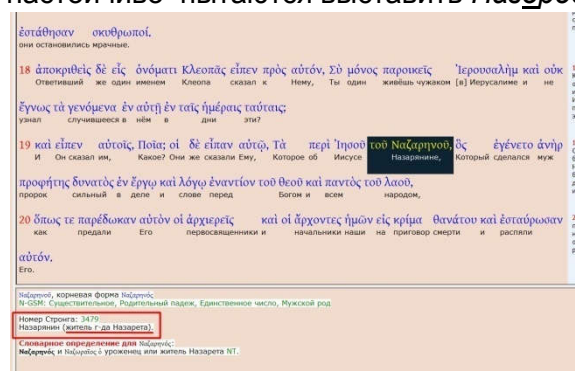 настойчиво пытаются выставить Назоре
ἐστάθησαν σκυθρωποί.
они остановились мрачные.
18 ἀποκριθεὶς δὲ εἷς ὀνόματι Κλεοπᾶς εἶπεν πρὸς αὐτόν, Σὺ μόνος παροικεῖς Ἰερουσαλὴμ καὶ οὐκ
Ответивший же один именем Клеопа сказал к Нему, Ты один живёшь чужаком [в] Иерусалиме и не
ἔγνως τὰ γενόμενα ἐν αὐτῇ ἐν ταῖς ἡμέραις ταύταις;
узнал случившееся в нём в дни эти?
19 καὶ εἶπεν αὐτοῖς, Ποῖα; οἱ δὲ εἶπαν αὐτῷ, Τὰ περὶ Ἰησοῦ τοῦ Ναζαρηνοῦ, ὃς ἐγένετο ἀνὴρ
И Он сказал им, Какое? Они же сказали Ему, Которое об Иисусе Назарянине, Который сделался муж
προφήτης δυνατὸς ἐν ἔργῳ καὶ λόγῳ ἐναντίον τοῦ θεοῦ καὶ παντὸς τοῦ λαοῦ,
пророк сильный в деле и слове перед Богом и всем народом,
20 ὅπως τε παρέδωκαν αὐτὸν οἱ ἀρχιερεῖς καὶ οἱ ἄρχοντες ἡμῶν εἰς κρίμα θανάτου καὶ ἐσταύρωσαν
как предали Его первосвященники и начальники наши на приговор смерти и распяли
αὐτόν.
Его.
Ναζαρηνοῦ, корневая форма Ναζαρηνός
N-GSM: Существительное, Родительный падеж, Единственное число, Мужской род
Номер Стронга: 3479
Назарянин (житель г-да Назарета).
Словарное определение для Ναζαρηνός:
Ναζαρηνός и Ναζωραῖος ὁ уроженец или житель Назарета NT.